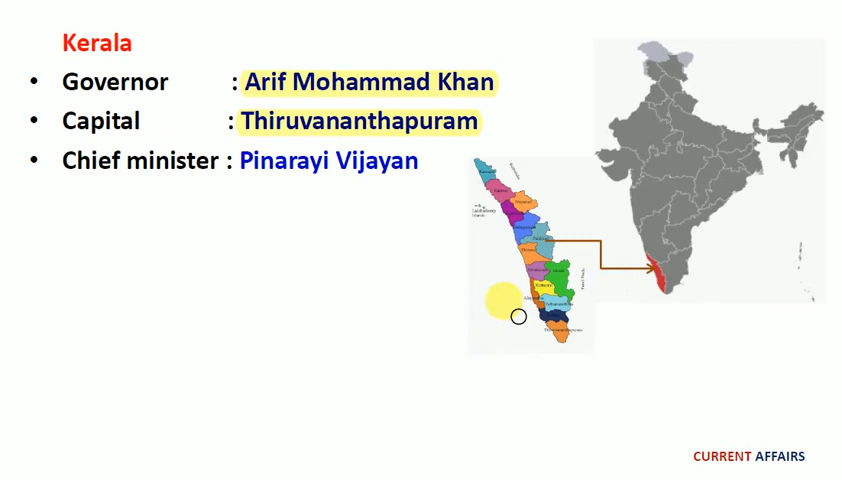 Kerala
• Governor : Arif Mohammad Khan
• Capital : Thiruvananthapuram
• Chief minister : Pinarayi Vijayan
CURRENT AFFAIRS